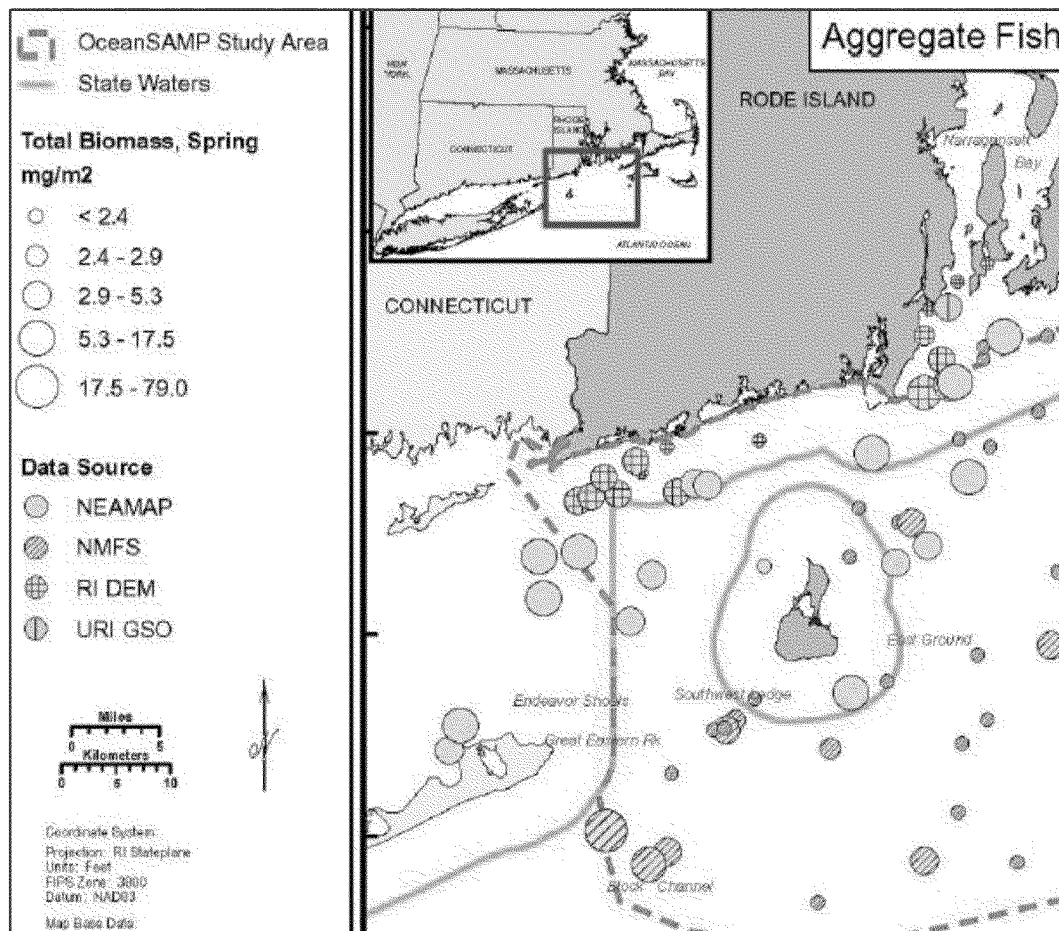 OceanSAMP Study Area
State Waters
Total Biomass, Spring
mg/m2
< 2.4
2.4 - 2.9
2.9 - 5.3
5.3 - 17.5
17.5 - 79.0
Data Source
NEAMAP
NMFS
RI DEM
URI GSO
Miles
0 5
Kilometers
0 5 10
Coordinate System:
Projection: RI Stateplane
Units: Feet
FIPS Zone: 3800
Datum: NAD83
Map Base Data:
Aggregate Fish
NEW
YORK
MASSACHUSETTS
MASSACHUSETTS
BAY
RHODE
ISLAND
CONNECTICUT
ATLANTIC OCEAN
RODE ISLAND
Narragansett
Bay
CONNECTICUT
East Ground
Endeavor Shoals
Southwest Ledge
Great Eastern Rk.
Block Channel